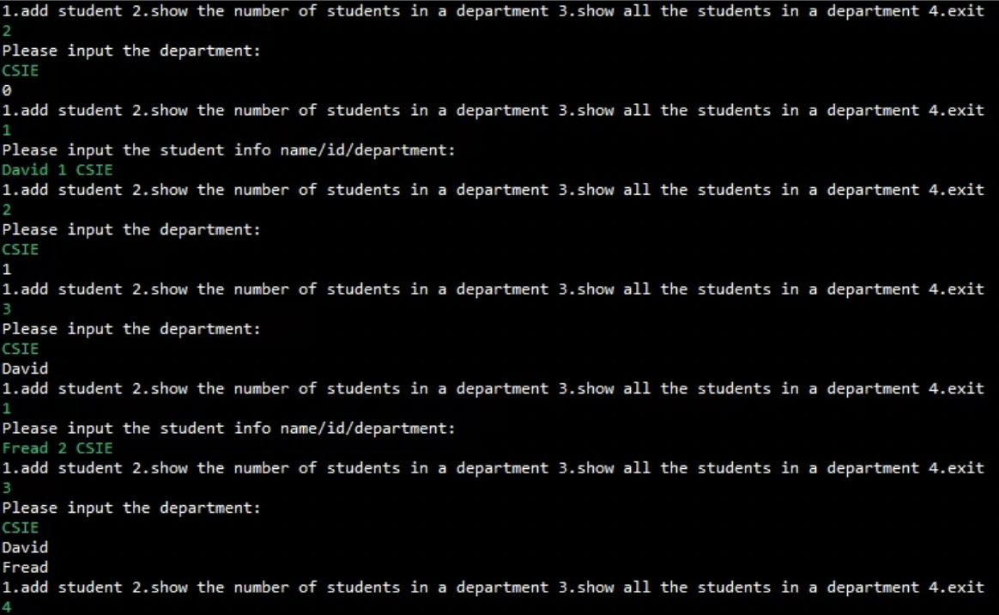 1.add student 2.show the number of students in a department 3.show all the students in a department 4.exit
2
Please input the department:
CSIE
0
1.add student 2.show the number of students in a department 3.show all the students in a department 4.exit
1
Please input the student info name/id/department:
David 1 CSIE
1.add student 2.show the number of students in a department 3.show all the students in a department 4.exit
2
Please input the department:
CSIE
1
1.add student 2.show the number of students in a department 3.show all the students in a department 4.exit
3
Please input the department:
CSIE
David
1.add student 2.show the number of students in a department 3.show all the students in a department 4.exit
1
Please input the student info name/id/department:
Fread 2 CSIE
1.add student 2.show the number of students in a department 3.show all the students in a department 4.exit
3
Please input the department:
CSIE
David
Fread
1.add student 2.show the number of students in a department 3.show all the students in a department 4.exit
4